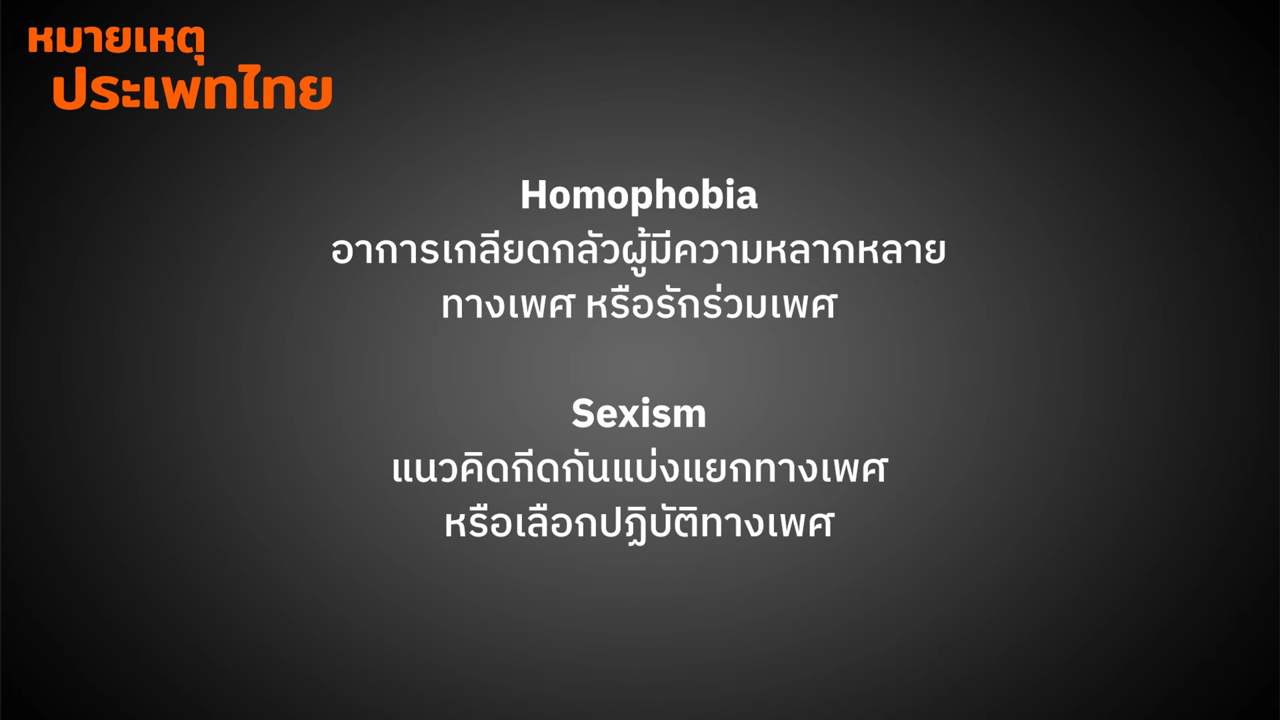 หมายเหตุ
ประเพทไทย
Homophobia
อาการเกลียดกลัวผู้มีความหลากหลาย
ทางเพศ หรือรักร่วมเพศ
Sexism
แนวคิดกีดกันแบ่งแยกทางเพศ
หรือเลือกปฏิบัติทางเพศ